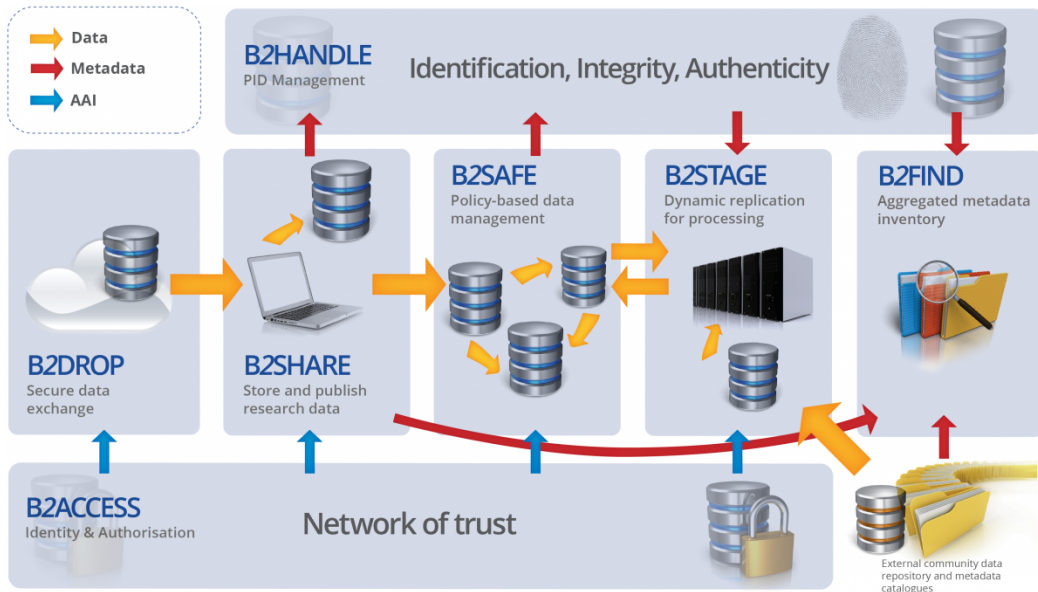 Data
Metadata
AAI
B2HANDLE
PID Management
Identification, Integrity, Authenticity
B2DROP
Secure data
exchange
B2SHARE
Store and publish
research data
B2SAFE
Policy-based data
management
B2STAGE
Dynamic replication
for processing
B2FIND
Aggregated metadata
inventory
B2ACCESS
Identity & Authorisation
Network of trust
External community data
repository and metadata
catalogues